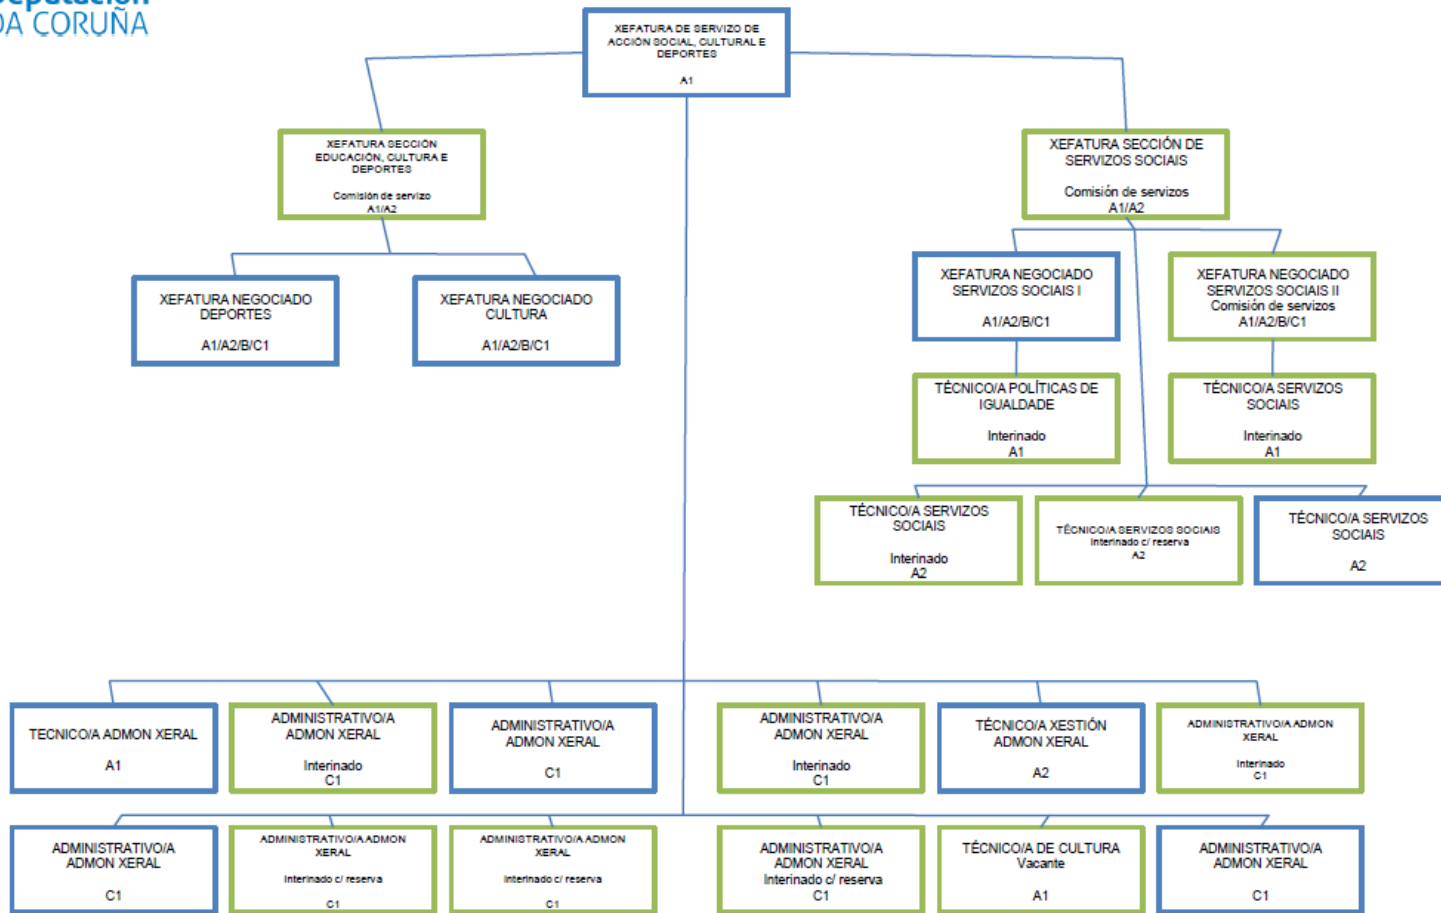 DA CORUÑA
XEFATURA DE SERVIZO DE
ACCIÓN SOCIAL, CULTURAL E
DEPORTES
A1
XEFATURA SECCIÓN
EDUCACIÓN, CULTURA E
DEPORTES
Comisión de servizo
A1/A2
XEFATURA SECCIÓN DE
SERVIZOS SOCIAIS
Comisión de servizos
A1/A2
XEFATURA NEGOCIADO
DEPORTES
A1/A2/B/C1
XEFATURA NEGOCIADO
CULTURA
A1/A2/B/C1
XEFATURA NEGOCIADO
SERVIZOS SOCIAIS I
A1/A2/B/C1
XEFATURA NEGOCIADO
SERVIZOS SOCIAIS II
Comisión de servizos
A1/A2/B/C1
TÉCNICO/A POLÍTICAS DE
IGUALDADE
Interinado
A1
TÉCNICO/A SERVIZOS
SOCIAIS
Interinado
A1
TÉCNICO/A SERVIZOS
SOCIAIS
Interinado
A2
TÉCNICO/A SERVIZOS SOCIAIS
Interinado c/ reserva
A2
TÉCNICO/A SERVIZOS
SOCIAIS
A2
TECNICO/A ADMON XERAL
A1
ADMINISTRATIVO/A
ADMON XERAL
Interinado
C1
ADMINISTRATIVO/A
ADMON XERAL
C1
ADMINISTRATIVO/A
ADMON XERAL
Interinado
C1
TÉCNICO/A XESTIÓN
ADMON XERAL
A2
ADMINISTRATIVO/A ADMON
XERAL
Interinado
C1
ADMINISTRATIVO/A
ADMON XERAL
C1
ADMINISTRATIVO/A ADMON
XERAL
Interinado c/ reserva
C1
ADMINISTRATIVO/A ADMON
XERAL
Interinado c/ reserva
C1
ADMINISTRATIVO/A
ADMON XERAL
Interinado c/ reserva
C1
TÉCNICO/A DE CULTURA
Vacante
A1
ADMINISTRATIVO/A
ADMON XERAL
C1